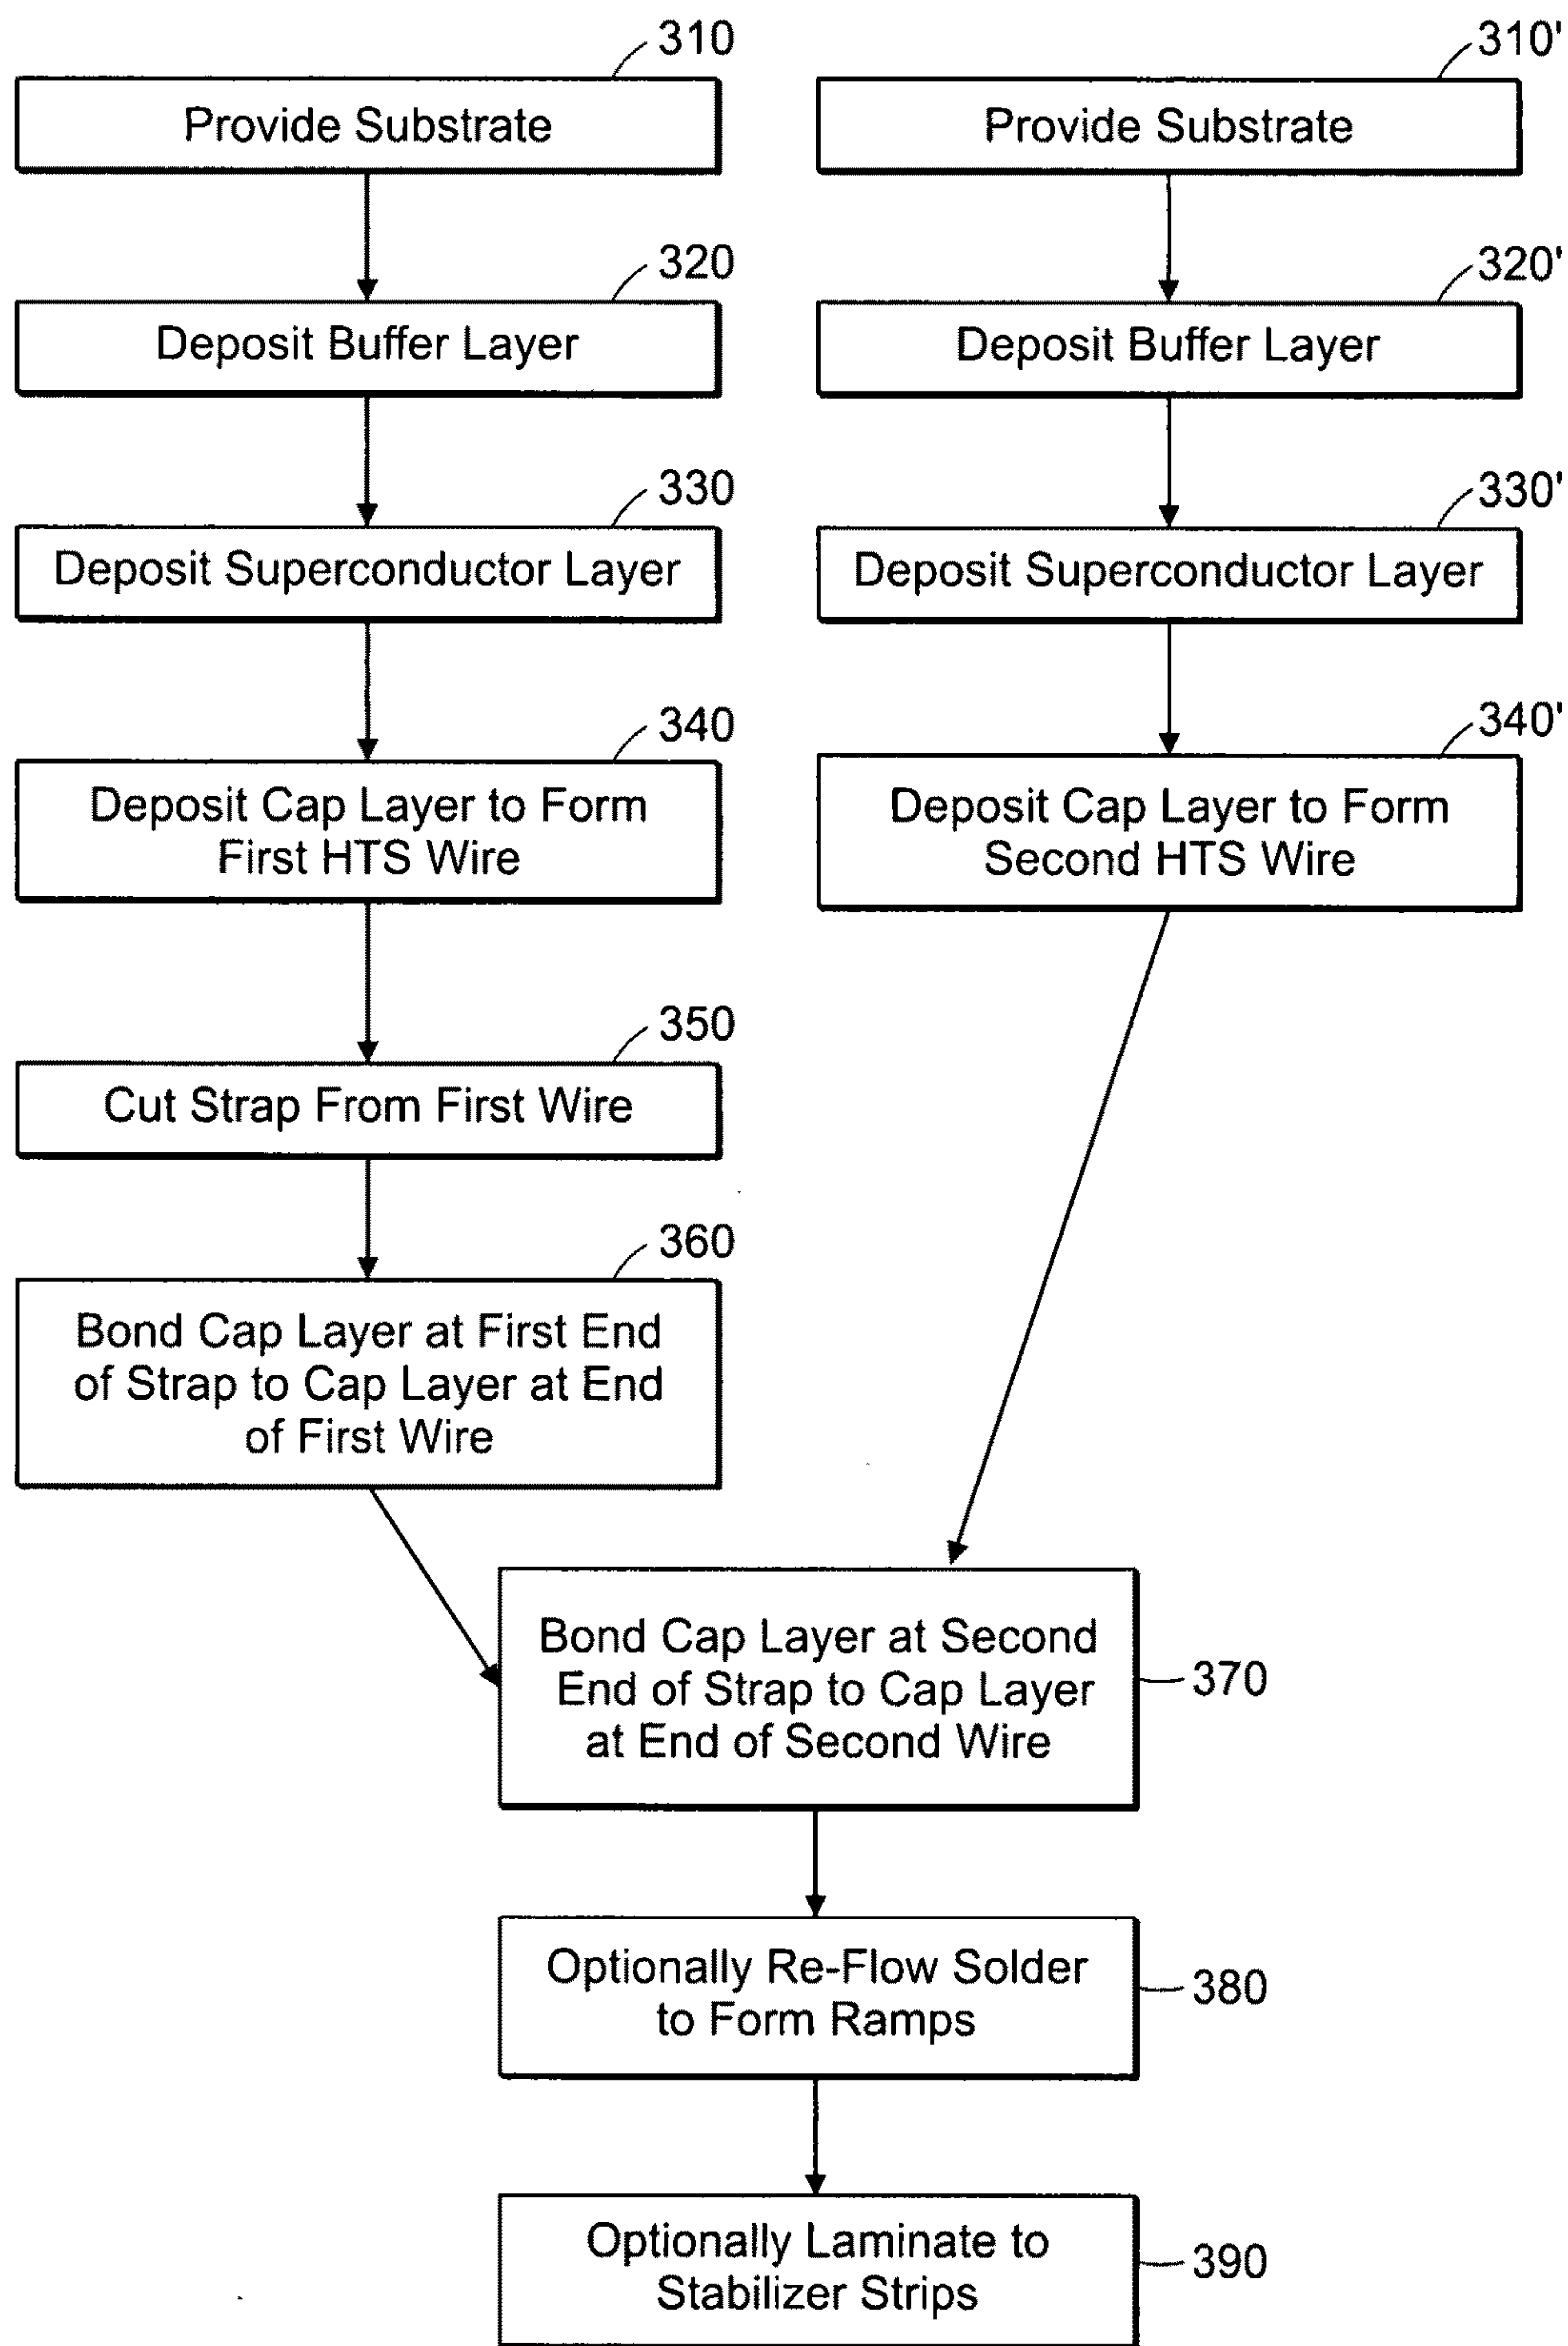 310
Provide Substrate
310'
Provide Substrate
320
Deposit Buffer Layer
320'
Deposit Buffer Layer
330
Deposit Superconductor Layer
330'
Deposit Superconductor Layer
340
Deposit Cap Layer to Form
First HTS Wire
340'
Deposit Cap Layer to Form
Second HTS Wire
350
Cut Strap From First Wire
360
Bond Cap Layer at First End
of Strap to Cap Layer at End
of First Wire
Bond Cap Layer at Second
End of Strap to Cap Layer
at End of Second Wire
370
Optionally Re-Flow Solder
to Form Ramps
380
Optionally Laminate to
Stabilizer Strips
390